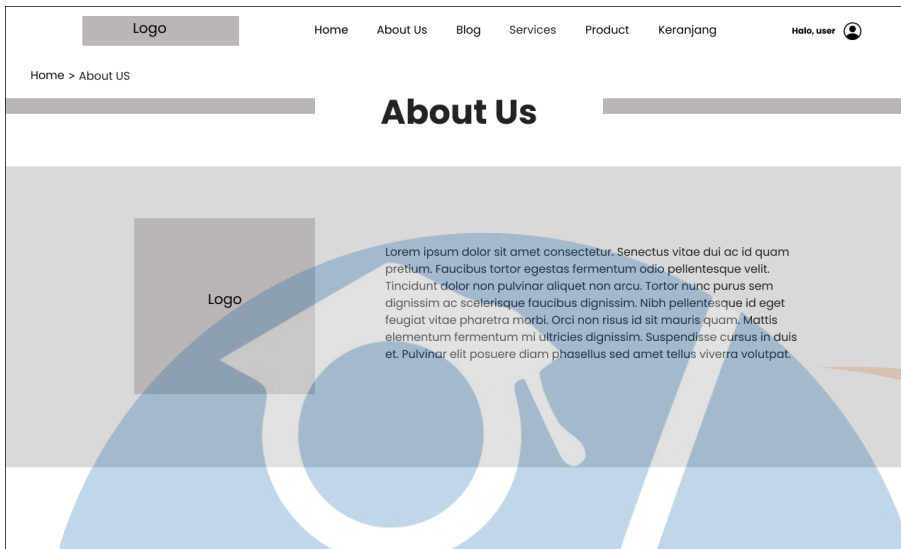 Logo
Home About Us Blog Services Product Keranjang Halo, user
Home > About US
About Us
Logo
Lorem ipsum dolor sit amet consectetur. Senectus vitae dui ac id quam
pretium. Faucibus tortor egestas fermentum odio pellentesque velit.
Tincidunt dolor non pulvinar aliquet non arcu. Tortor nunc purus sem
dignissim ac scelerisque faucibus dignissim. Nibh pellentesque id eget
feugiat vitae pharetra morbi. Orci non risus id sit mauris quam. Mattis
elementum fermentum mi ultricies dignissim. Suspendisse cursus in duis
et. Pulvinar elit posuere diam phasellus sed amet tellus viverra volutpat.